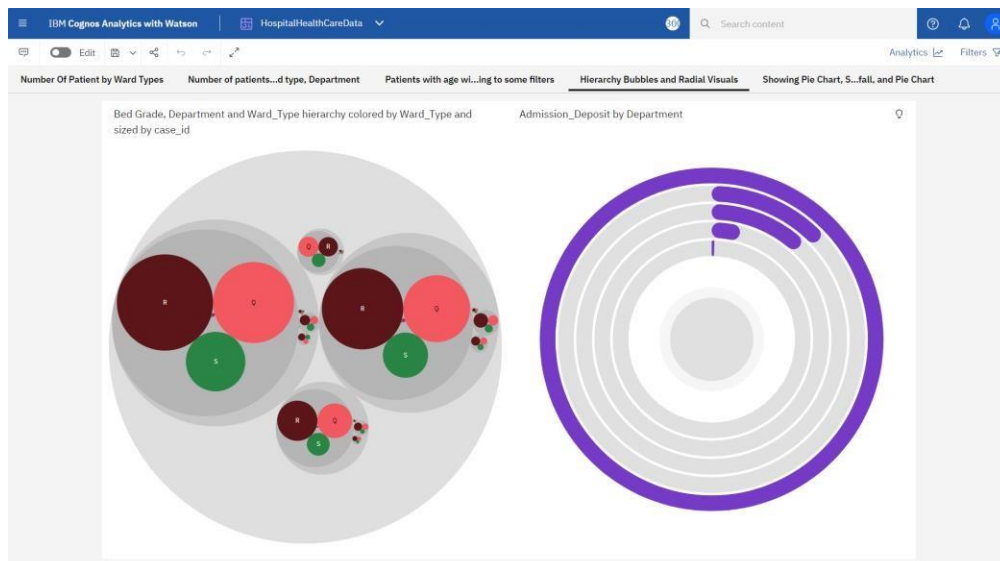 IBM Cognos Analytics with Watson
HospitalHealthCareData
Search content
Edit
Analytics
Filters
Number Of Patient by Ward Types
Number of patients...d type, Department
Patients with age wi...ing to some filters
Hierarchy Bubbles and Radial Visuals
Showing Pie Chart, S...fall, and Pie Chart
Bed Grade, Department and Ward_Type hierarchy colored by Ward_Type and
sized by case_id
Admission_Deposit by Department
Q
R
R
Q
S
R
Q
S
R
Q
S